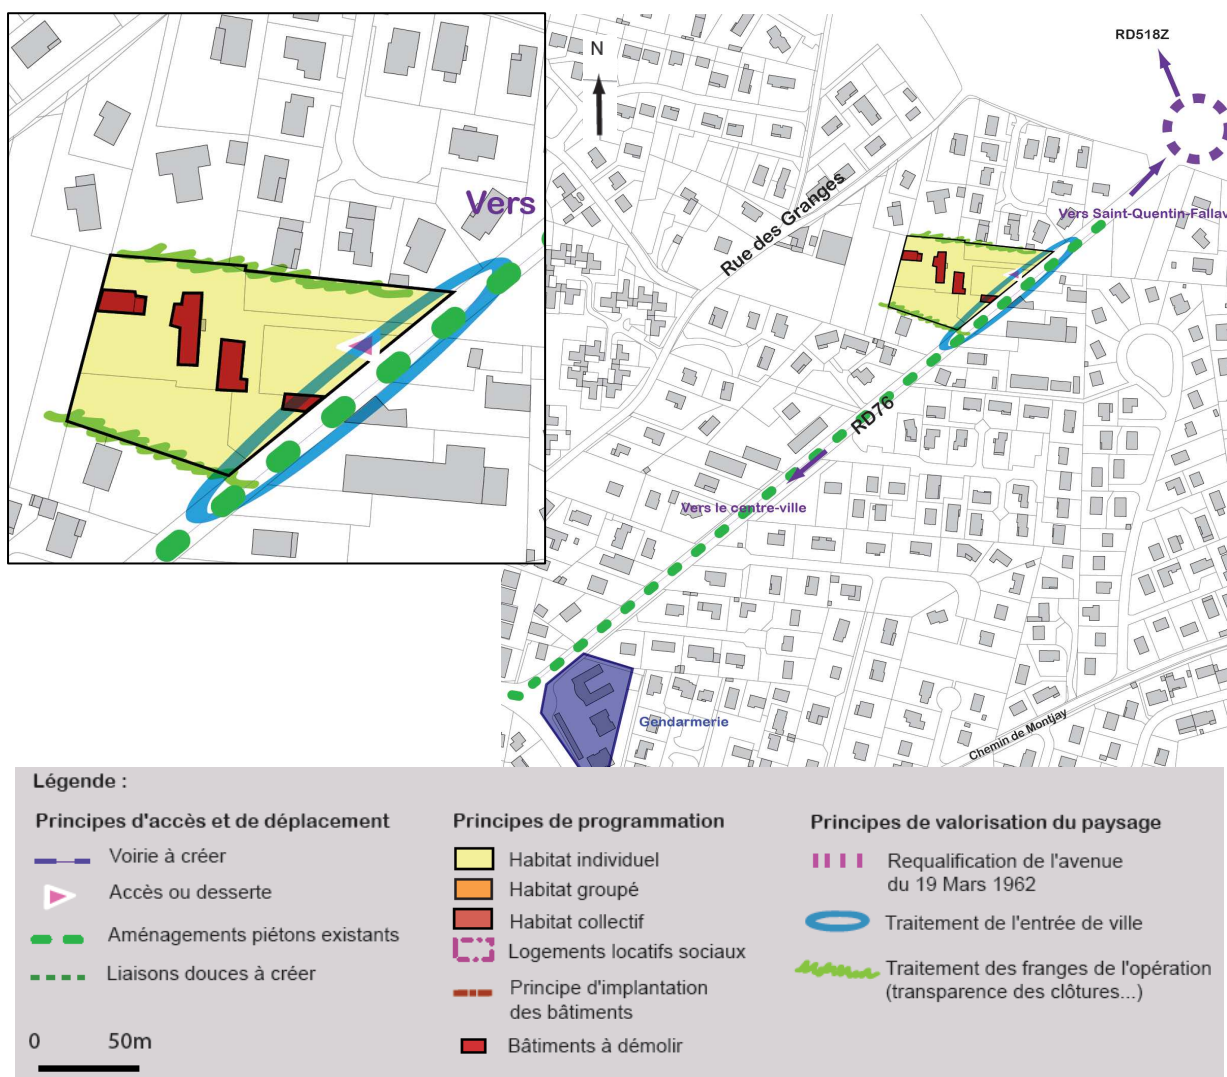 Vers
N
RD518Z
Rue des Granges
Vers Saint-Quentin-Fallav
RD76
Vers le centre-ville
Gendarmerie
Chemin de Montjay
Légende :
Principes d'accès et de déplacement
Voirie à créer
Accès ou desserte
Aménagements piétons existants
Liaisons douces à créer
0 50m
Principes de programmation
Habitat individuel
Habitat groupé
Habitat collectif
Logements locatifs sociaux
Principe d'implantation
des bâtiments
Bâtiments à démolir
Principes de valorisation du paysage
Requalification de l'avenue
du 19 Mars 1962
Traitement de l'entrée de ville
Traitement des franges de l'opération
(transparence des clôtures...)